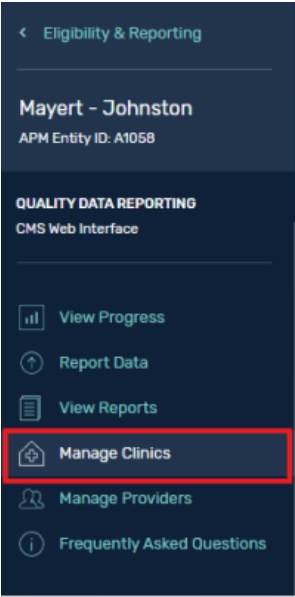 Eligibility & Reporting
Mayert - Johnston
APM Entity ID: A1058
QUALITY DATA REPORTING
CMS Web Interface
View Progress
Report Data
View Reports
Manage Clinics
Manage Providers
Frequently Asked Questions